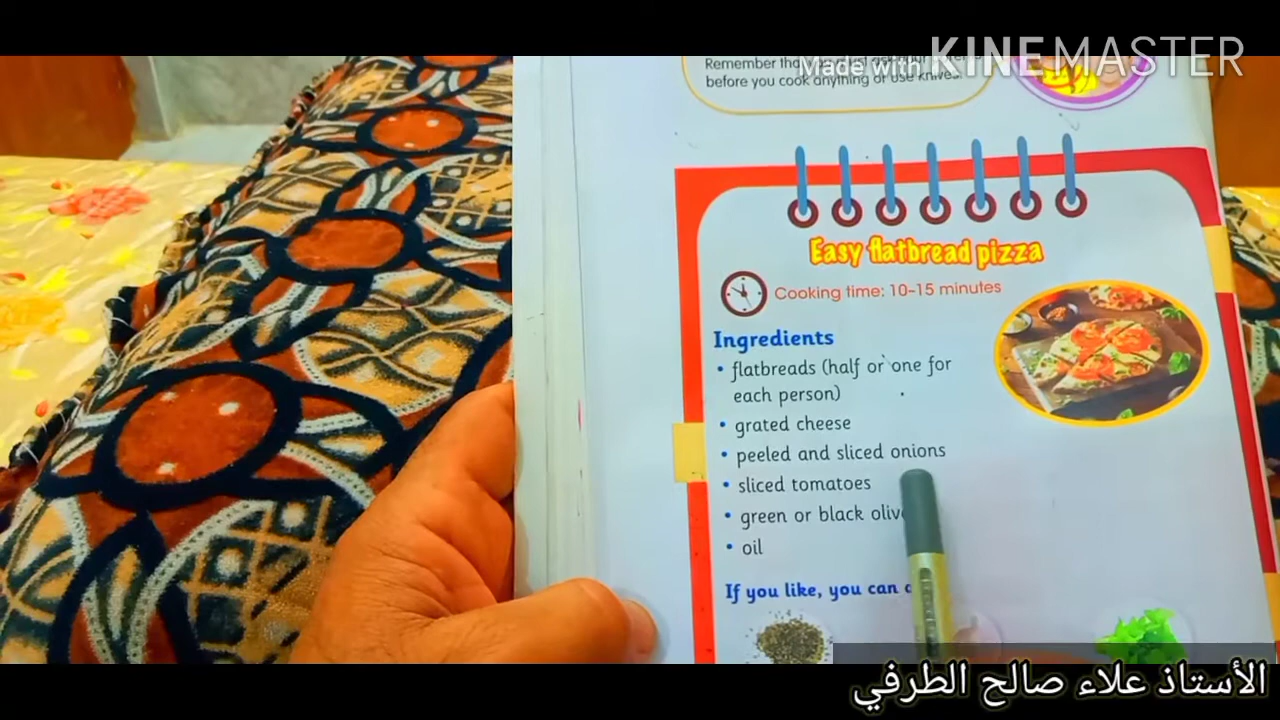 Made with KINEMASTER
Remember
before you cook anything or use knives.
Easy flatbread pizza
Cooking time: 10-15 minutes
Ingredients
• flatbreads (half or one for
each person)
• grated cheese
• peeled and sliced onions
• sliced tomatoes
• green or black
• oil
If you like, you can
الأستاذ علاء صالح الطرفي